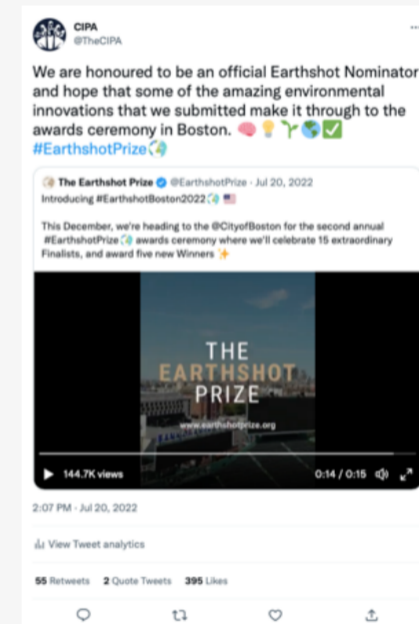 CIPA
@TheCIPA
We are honoured to be an official Earthshot Nominator
and hope that some of the amazing environmental
innovations that we submitted make it through to the
awards ceremony in Boston. 🧠💡🌱🌎✅
#EarthshotPrize
The Earthshot Prize @EarthshotPrize · Jul 20, 2022
Introducing #EarthshotBoston2022 🇺🇸
This December, we're heading to the @CityofBoston for the second annual
#EarthshotPrize awards ceremony where we'll celebrate 15 extraordinary
Finalists, and award five new Winners ✨
THE
EARTHSHOT
PRIZE
www.earthshotprize.org
144.7K views 0:14 / 0:15
2:07 PM · Jul 20, 2022
View Tweet analytics
55 Retweets 2 Quote Tweets 395 Likes